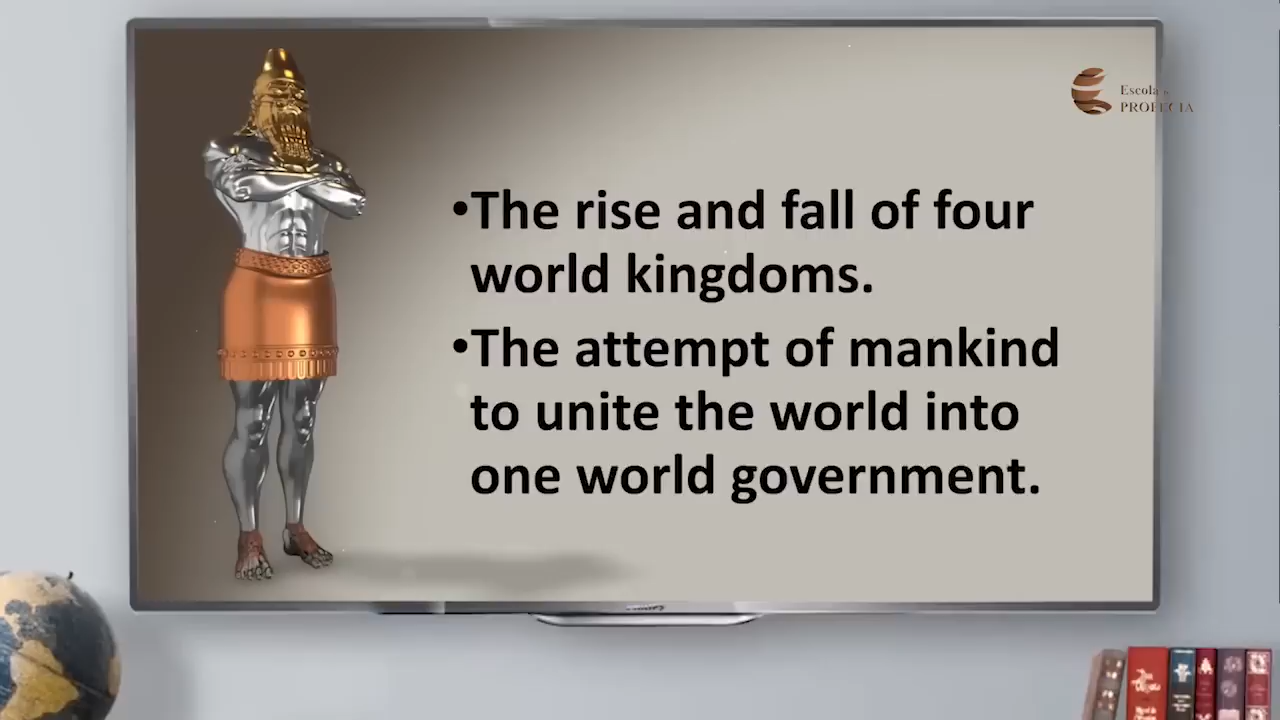 Escola
PROFECIA
•The rise and fall of four
world kingdoms.
•The attempt of mankind
to unite the world into
one world government.